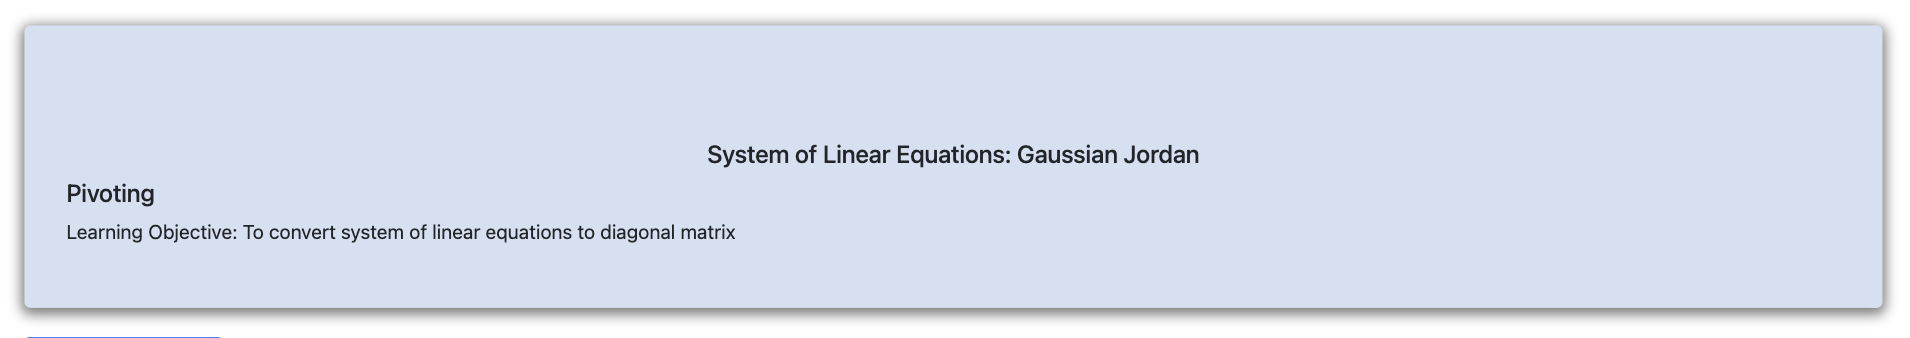 System of Linear Equations: Gaussian Jordan
Pivoting
Learning Objective: To convert system of linear equations to diagonal matrix